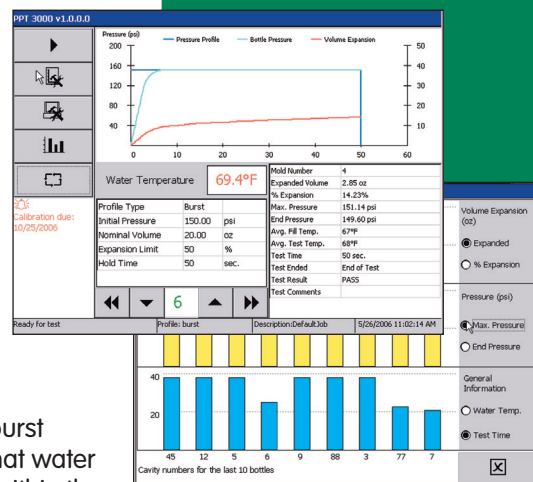 PPT 3000 v1.0.0.0
Pressure (psi)
Pressure Profile
Bottle Pressure
Volume Expansion
200
160
120
80
40
50
40
30
20
10
0 10 20 30 40 50 60
Calibration due:
10/25/2006
Water Temperature 69.4°F
Profile Type Burst
Initial Pressure 150.00 psi
Nominal Volume 20.00 oz
Expansion Limit 50 %
Hold Time 50 sec.
6
Mold Number 4
Expanded Volume 2.85 oz
% Expansion 14.23%
Max. Pressure 151.14 psi
End Pressure 149.60 psi
Avg. Fill Temp. 67°F
Avg. Test Temp. 68°F
Test Time 50 sec.
Test Ended End of Test
Test Result PASS
Test Comments
Ready for test Profile: burst Description:DefaultJob 5/26/2006 11:02:14 AM
Volume Expansion
(oz)
Expanded
% Expansion
Pressure (psi)
Max. Pressure
End Pressure
General
Information
Water Temp.
Test Time
40
20
45 12 5 6 9 88 3 77 7
Cavity numbers for the last 10 bottles
urst
at water